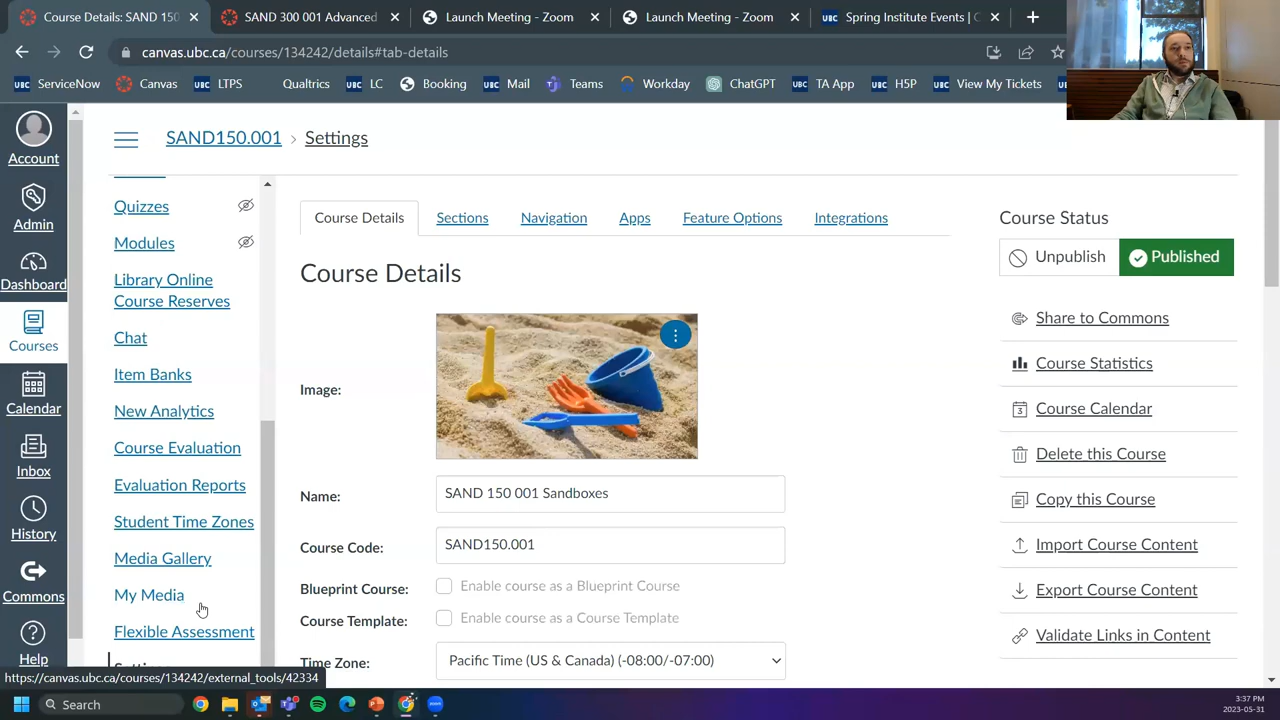 Course Details: SAND 150
SAND 300 001 Advanced
Launch Meeting - Zoom
Launch Meeting - Zoom
Spring Institute Events | C
canvas.ubc.ca/courses/134242/details#tab-details
ServiceNow
Canvas
UBC LTPS
Qualtrics
UBC LC
Booking
UBC Mail
Teams
Workday
ChatGPT
UBC TA App
UBC H5P
UBC View My Tickets
Account
Admin
Dashboard
Courses
Calendar
Inbox
History
Commons
Help
SAND150.001 › Settings
Quizzes
Modules
Library Online
Course Reserves
Chat
Item Banks
New Analytics
Course Evaluation
Evaluation Reports
Student Time Zones
Media Gallery
My Media
Flexible Assessment
Course Details
Sections
Navigation
Apps
Feature Options
Integrations
Course Details
Image:
Name: SAND 150 001 Sandboxes
Course Code: SAND150.001
Blueprint Course: Enable course as a Blueprint Course
Course Template: Enable course as a Course Template
Time Zone: Pacific Time (US & Canada) (-08:00/-07:00)
Course Status
Unpublish
Published
Share to Commons
Course Statistics
Course Calendar
Delete this Course
Copy this Course
Import Course Content
Export Course Content
Validate Links in Content
https://canvas.ubc.ca/courses/134242/external_tools/42334
Search
3:37 PM
2023-05-31